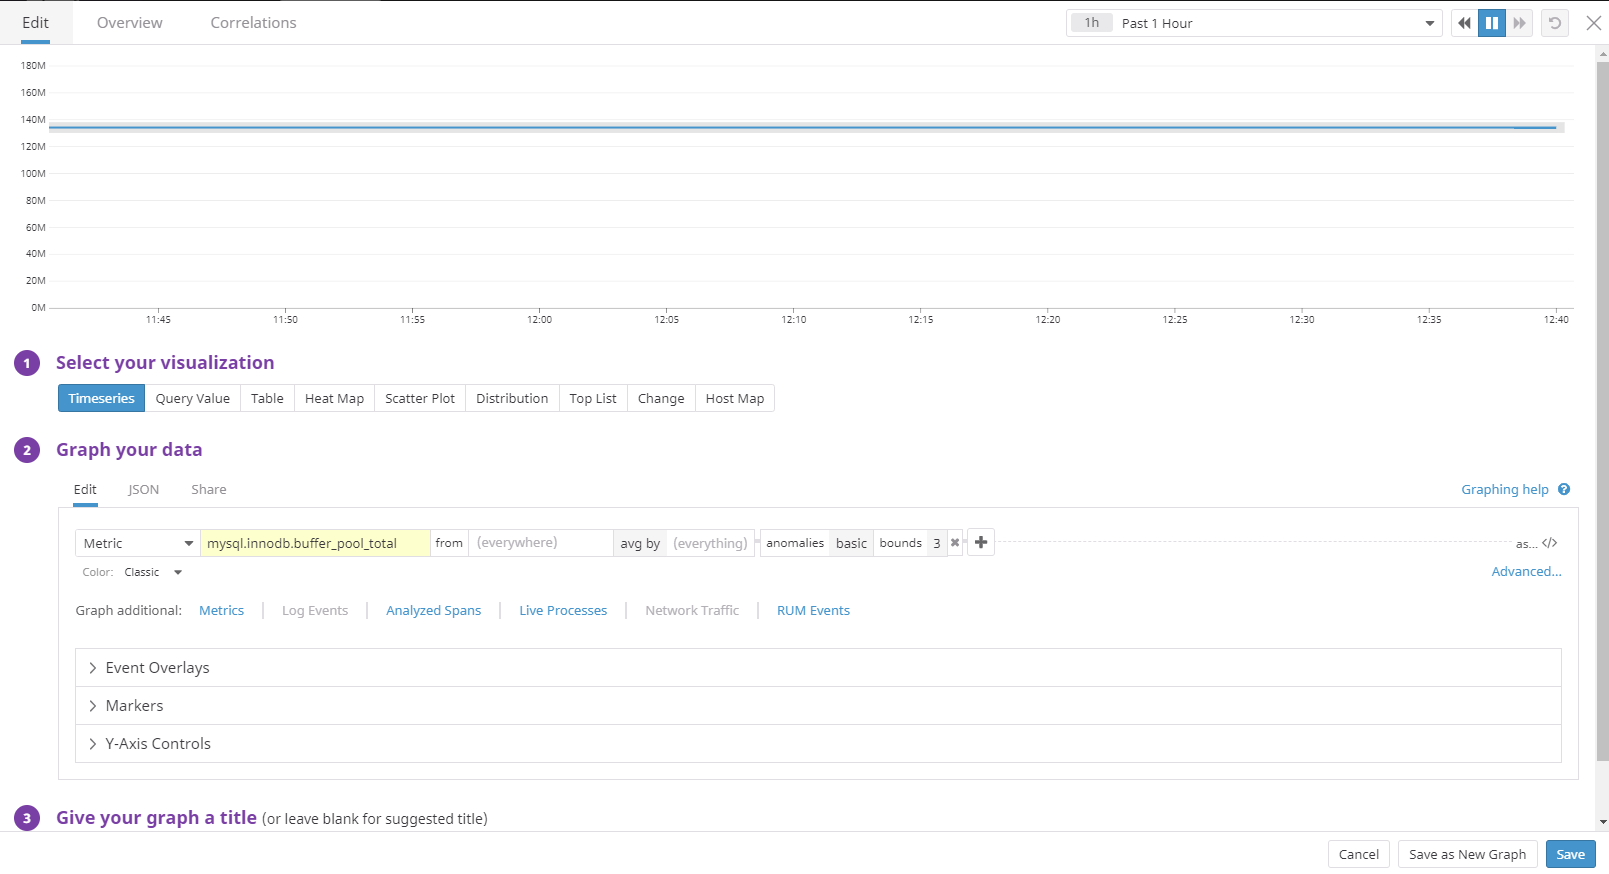 Edit Overview Correlations 1h Past 1 Hour
180M
160M
140M
120M
100M
80M
60M
40M
20M
0M
11:45 11:50 11:55 12:00 12:05 12:10 12:15 12:20 12:25 12:30 12:35 12:40
1 Select your visualization
Timeseries Query Value Table Heat Map Scatter Plot Distribution Top List Change Host Map
2 Graph your data
Edit JSON Share Graphing help ?
Metric mysql.innodb.buffer_pool_total from (everywhere) avg by (everything) anomalies basic bounds 3 as... </>
Color: Classic Advanced...
Graph additional: Metrics | Log Events | Analyzed Spans | Live Processes | Network Traffic | RUM Events
Event Overlays
Markers
Y-Axis Controls
3 Give your graph a title (or leave blank for suggested title)
Cancel Save as New Graph Save